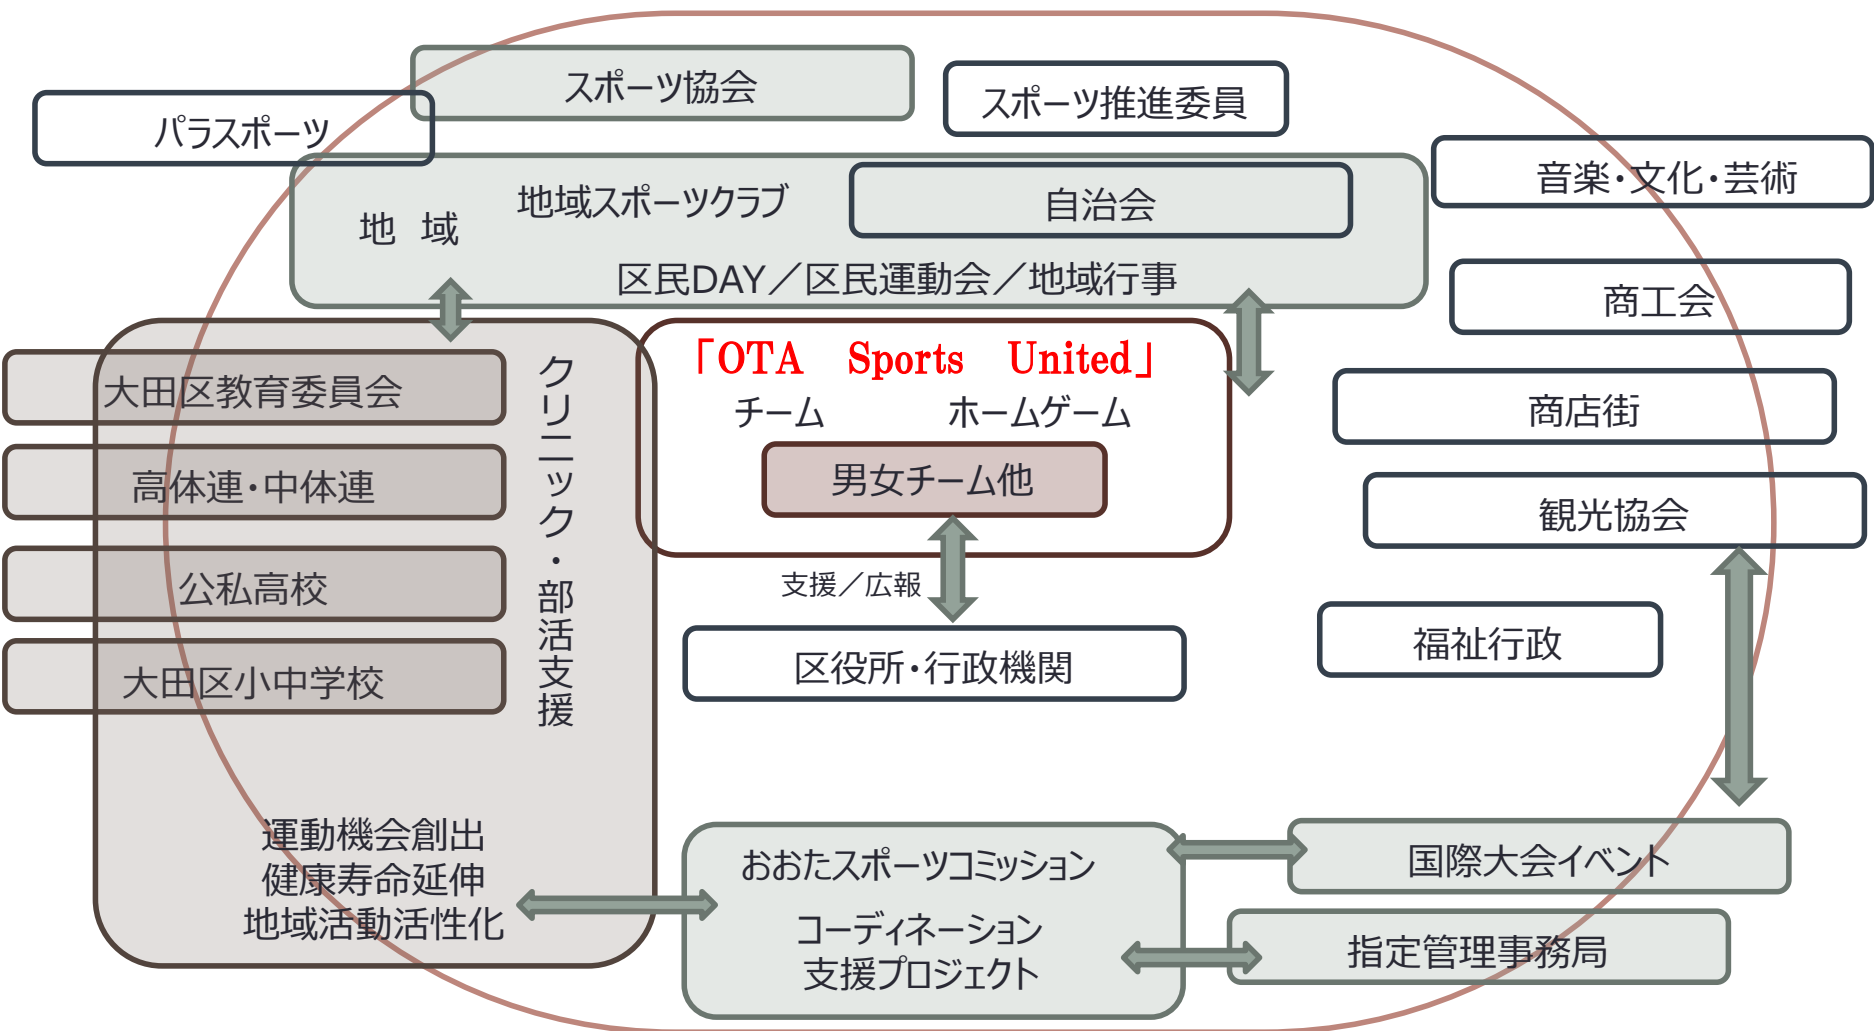 スポーツ協会
スポーツ推進委員
パラスポーツ
音楽・文化・芸術
地域スポーツクラブ
自治会
地　域
区民DAY／区民運動会／地域行事
商工会
「OTA　Sports　United」
チーム　ホームゲーム
男女チーム他
大田区教育委員会
高体連・中体連
公私高校
大田区小中学校
クリニック・部活支援
商店街
観光協会
支援／広報
区役所・行政機関
福祉行政
運動機会創出
健康寿命延伸
地域活動活性化
おおたスポーツコミッション
コーディネーション
支援プロジェクト
国際大会イベント
指定管理事務局